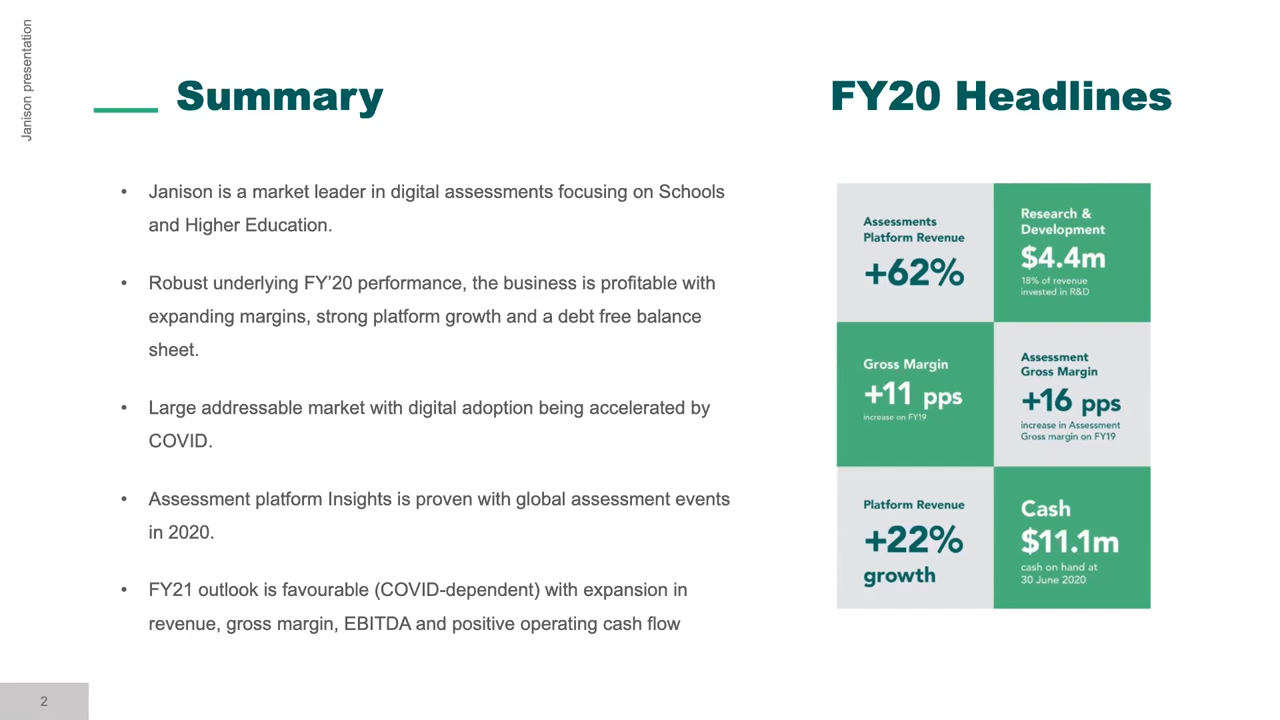 Janison presentation
Summary
• Janison is a market leader in digital assessments focusing on Schools
and Higher Education.
• Robust underlying FY’20 performance, the business is profitable with
expanding margins, strong platform growth and a debt free balance
sheet.
• Large addressable market with digital adoption being accelerated by
COVID.
• Assessment platform Insights is proven with global assessment events
in 2020.
• FY21 outlook is favourable (COVID-dependent) with expansion in
revenue, gross margin, EBITDA and positive operating cash flow
FY20 Headlines
Assessments
Platform Revenue
+62%
Research &
Development
$4.4m
18% of revenue
invested in R&D
Gross Margin
+11 pps
increase on FY19
Assessment
Gross Margin
+16 pps
increase in Assessment
Gross margin on FY19
Platform Revenue
+22%
growth
Cash
$11.1m
cash on hand at
30 June 2020
2